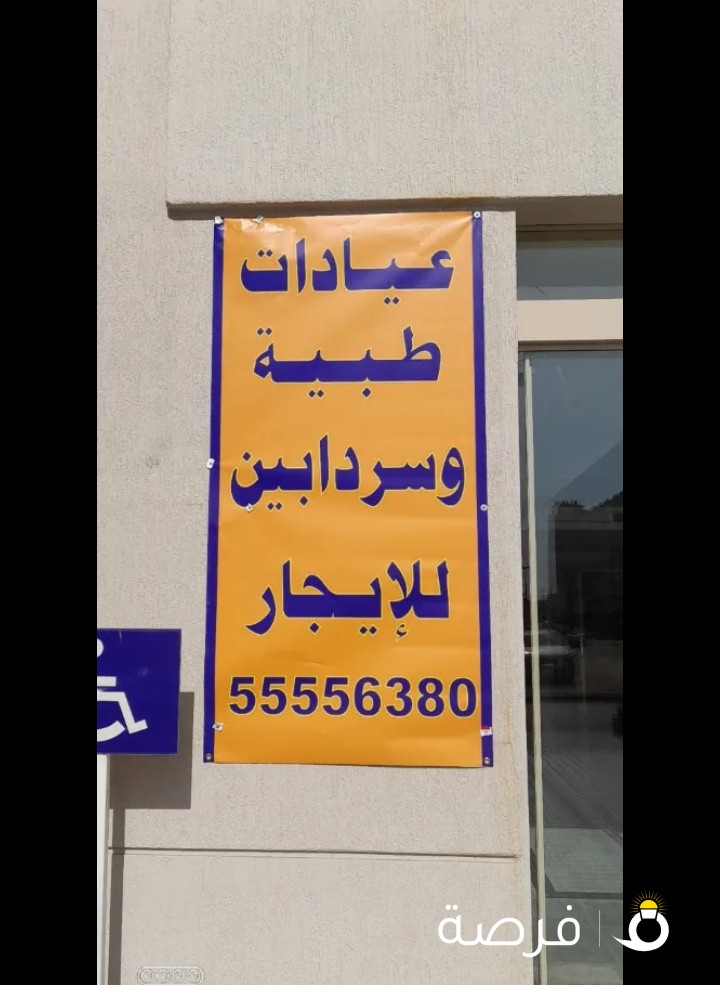 عيادات
طبية
وسردابين
للإيجار
55556380
فرصة